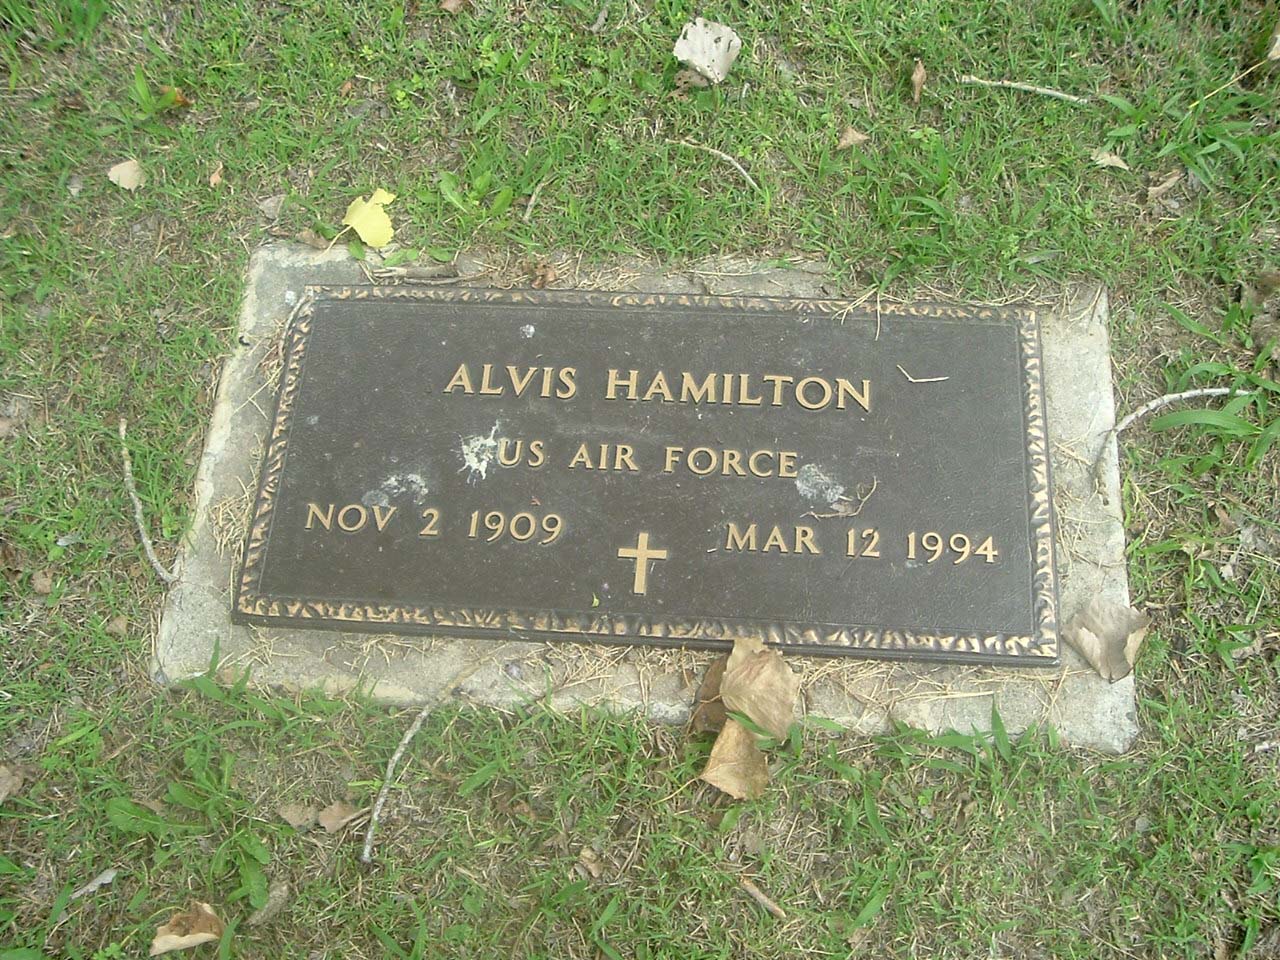 ALVIS HAMILTON
US AIR FORCE
NOV 2 1909 MAR 12 1994